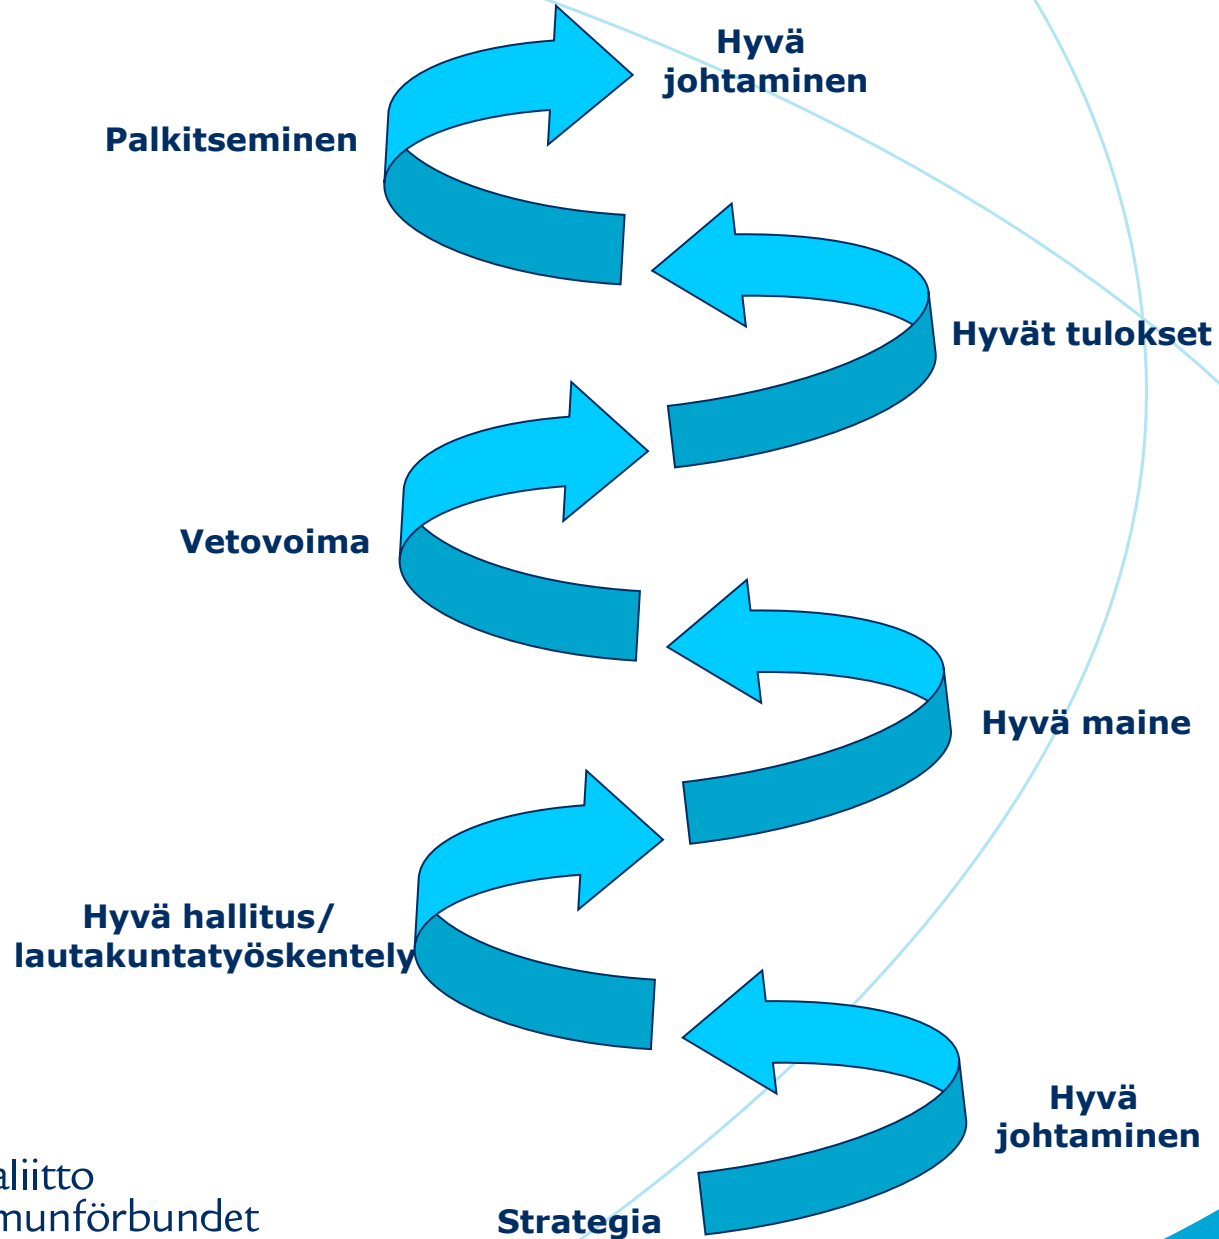 Hyvä
johtaminen
Palkitseminen
Hyvät tulokset
Vetovoima
Hyvä maine
Hyvä hallitus/
lautakuntatyöskentely
Hyvä
johtaminen
Strategia
aliitto
munförbundet